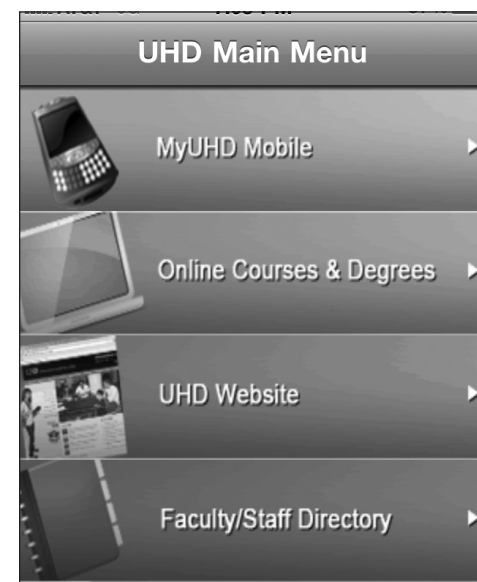 UHD Main Menu
MyUHD Mobile
Online Courses & Degrees
UHD Website
Faculty/Staff Directory